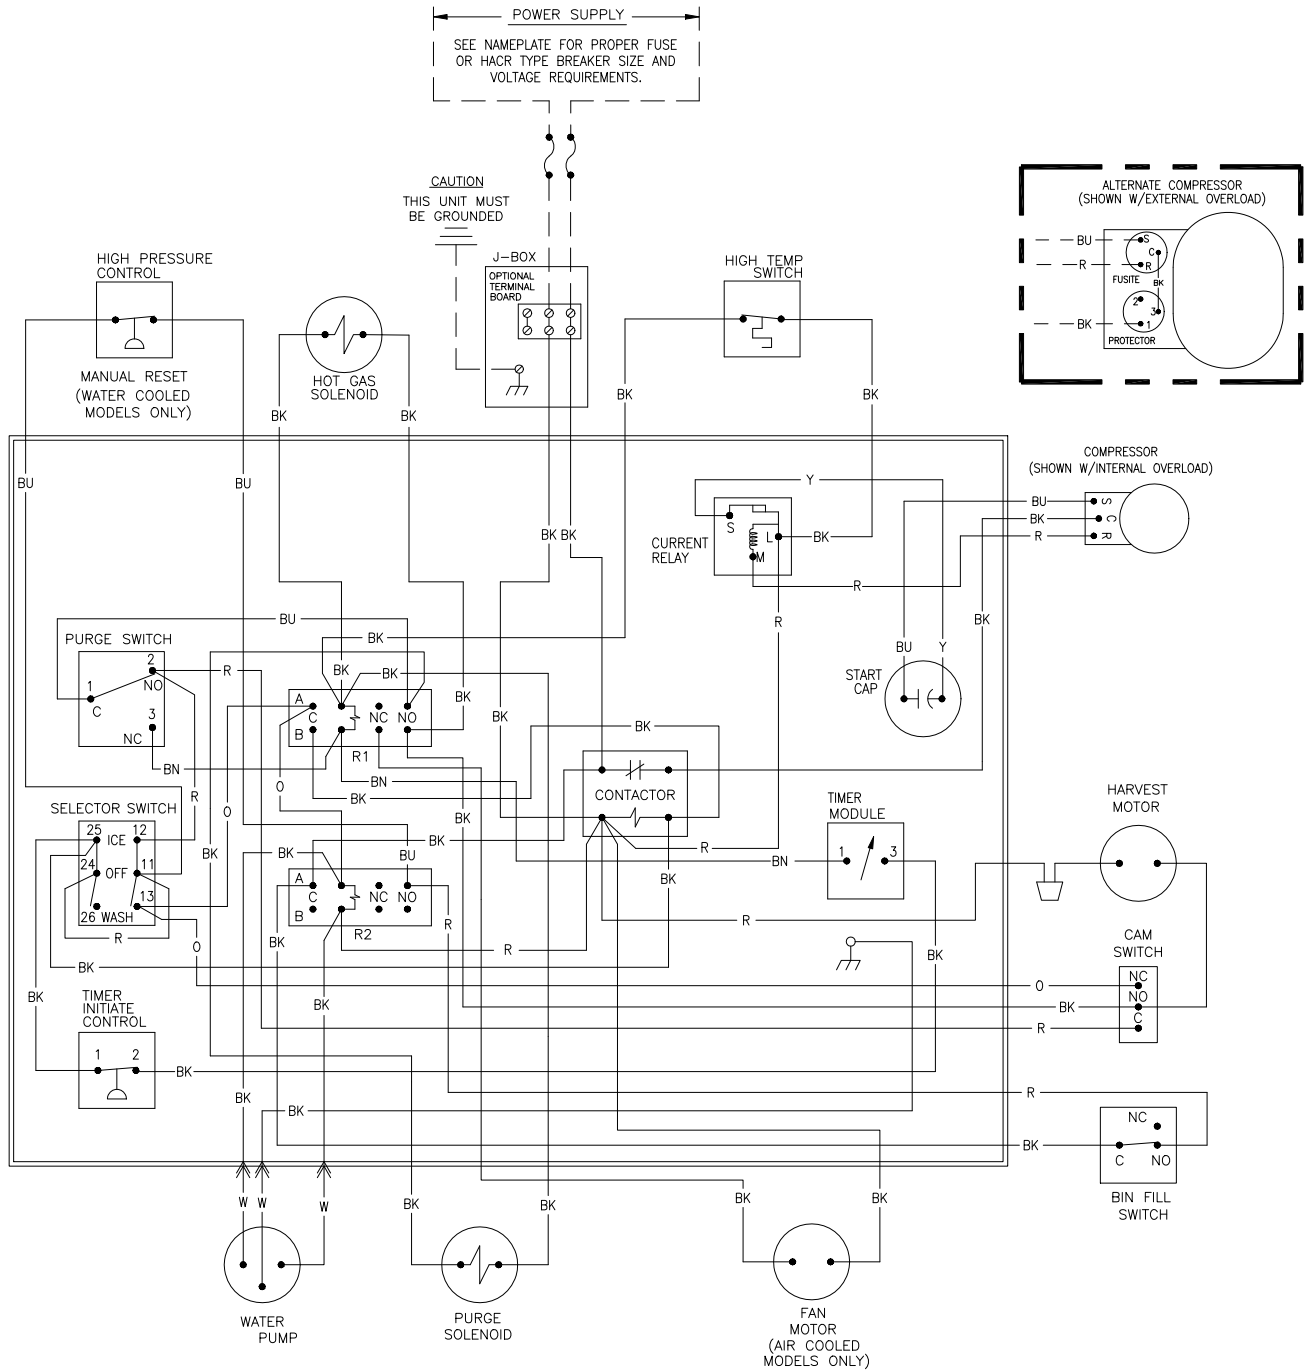 POWER SUPPLY
SEE NAMEPLATE FOR PROPER FUSE
OR HACR TYPE BREAKER SIZE AND
VOLTAGE REQUIREMENTS.
CAUTION
THIS UNIT MUST
BE GROUNDED
ALTERNATE COMPRESSOR
(SHOWN W/EXTERNAL OVERLOAD)
BU
S
C
R
R
FUSITE
BK
2
3
BK
1
PROTECTOR
HIGH PRESSURE
CONTROL
MANUAL RESET
(WATER COOLED
MODELS ONLY)
HOT GAS
SOLENOID
J-BOX
OPTIONAL
TERMINAL
BOARD
HIGH TEMP
SWITCH
BK
BK
BK
BK
COMPRESSOR
(SHOWN W/INTERNAL OVERLOAD)
BU
BU
Y
BU
S
BK
C
R
R
BK
BK
CURRENT
RELAY
S
L
M
BK
R
BU
BK
R
BK
PURGE SWITCH
2
NO
1
C
3
NC
R
BK
BK
BU
Y
START
CAP
A
C
B
NC
NO
R1
BK
BK
BK
BN
BN
BK
O
R
O
BK
CONTACTOR
SELECTOR SWITCH
25
ICE
12
24
OFF
11
13
26
WASH
R
O
BK
BK
BK
BK
BU
R
BK
TIMER
MODULE
1
3
BN
HARVEST
MOTOR
A
C
B
NC
NO
R2
R
BK
R
R
BK
CAM
SWITCH
NC
NO
C
O
BK
R
BK
BK
TIMER
INITIATE
CONTROL
1
2
BK
BK
BK
R
BK
NC
C
NO
BIN FILL
SWITCH
W
W
W
BK
BK
BK
BK
WATER
PUMP
PURGE
SOLENOID
FAN
MOTOR
(AIR COOLED
MODELS ONLY)